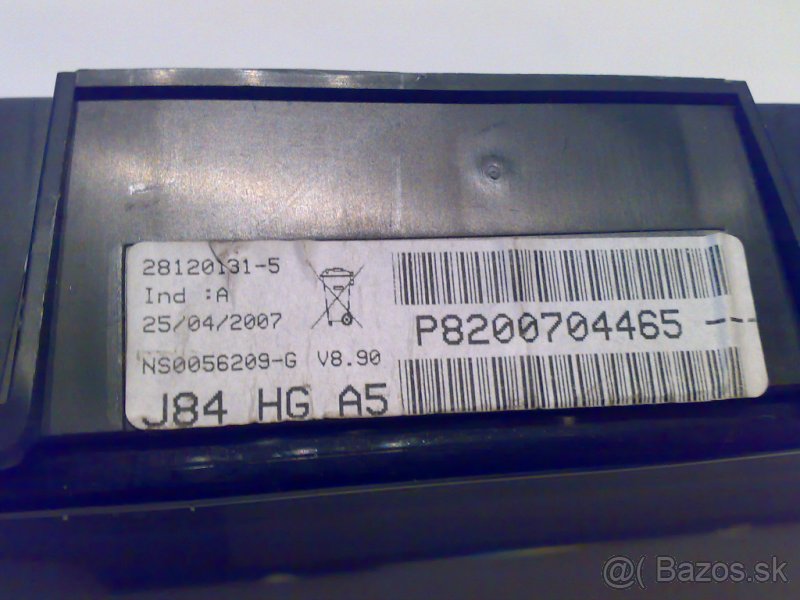 28120131-5
Ind :A
25/04/2007
NS0056209-G V8.90
J84 HG A5
P8200704465 ---
@( Bazos.sk